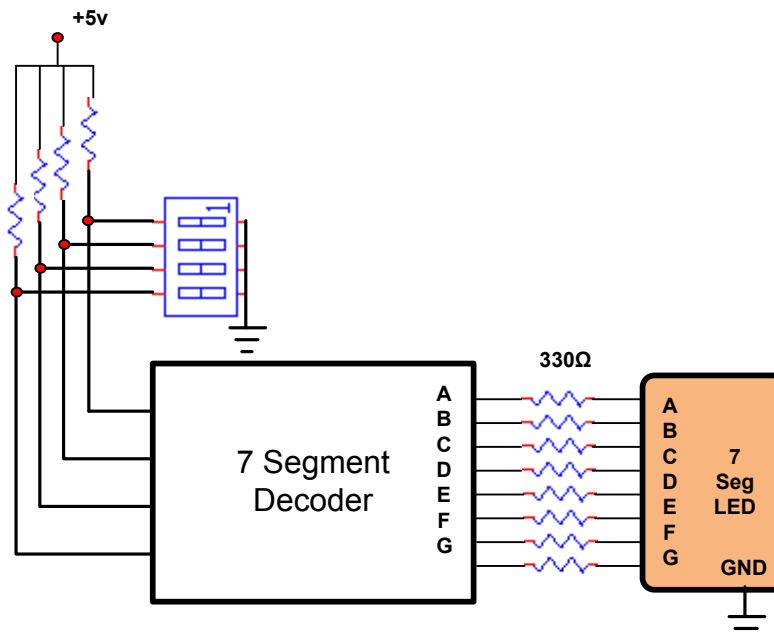 +5v
1
330Ω
7 Segment
Decoder
A
B
C
D
E
F
G
A
B
C
D
E
F
G
7
Seg
LED
GND